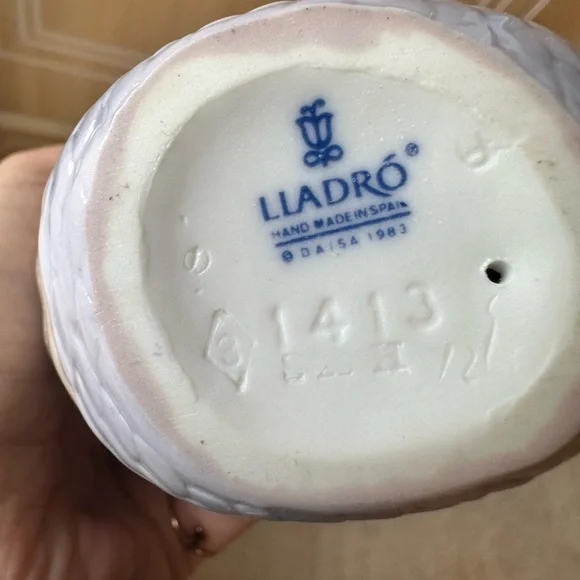 LLADRÓ®
HAND MADE IN SPAIN
© DAISA 1983
1413